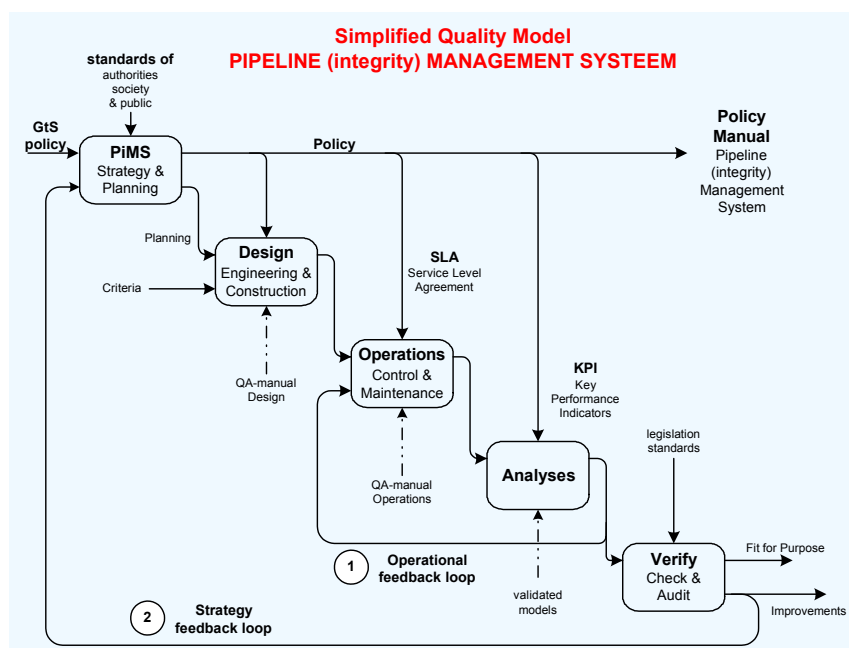 Simplified Quality Model
PIPELINE (integrity) MANAGEMENT SYSTEEM
standards of
authorities
society
& public
GtS
policy
PiMS
Strategy &
Planning
Policy
Policy
Manual
Pipeline
(integrity)
Management
System
Planning
Design
Engineering &
Construction
Criteria
SLA
Service Level
Agreement
QA-manual
Design
Operations
Control &
Maintenance
KPI
Key
Performance
Indicators
QA-manual
Operations
Analyses
legislation
standards
1
Operational
feedback loop
validated
models
Verify
Check &
Audit
Fit for Purpose
Improvements
2
Strategy
feedback loop